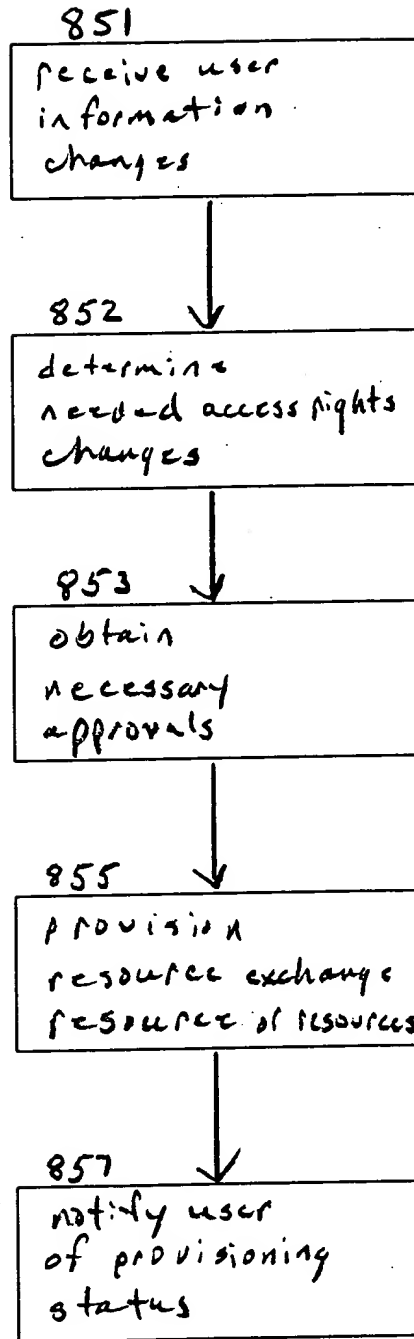 851
receive user
information
changes
852
determine
needed access rights
changes
853
obtain
necessary
approvals
855
provision
resource exchange
resource or resources
857
notify user
of provisioning
status